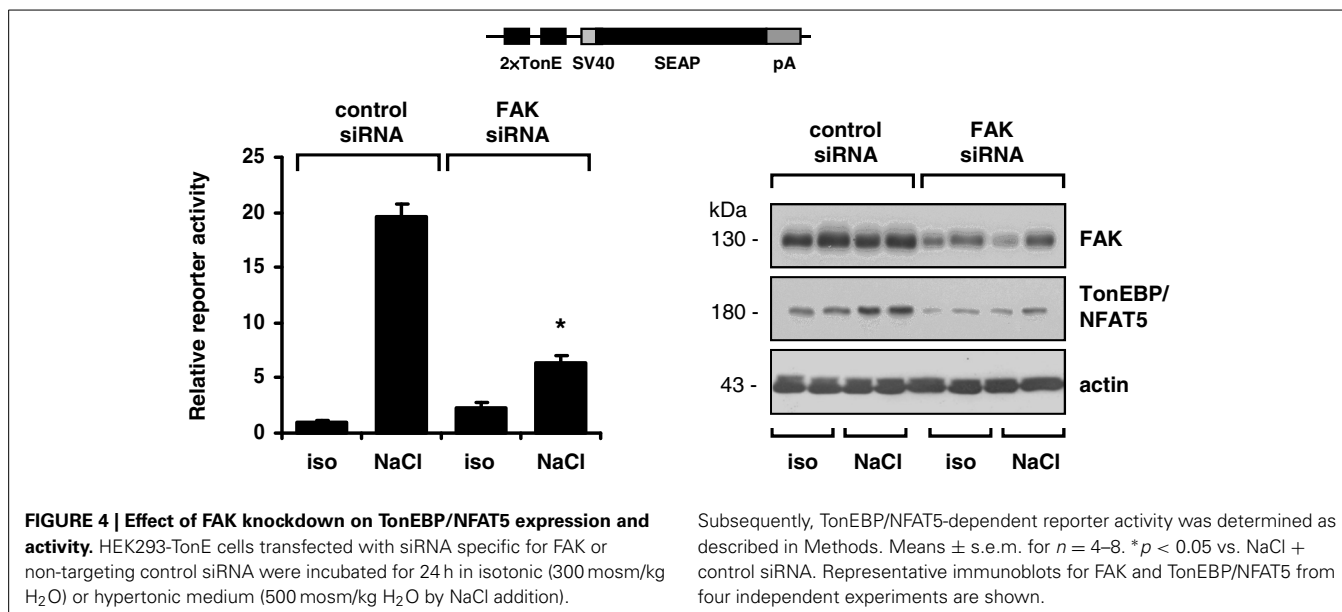 2xTonE SV40 SEAP pA
control siRNA
FAK siRNA
Relative reporter activity
25
20
15
10
5
0
*
iso NaCl iso NaCl
control siRNA
FAK siRNA
kDa
130 - FAK
180 - TonEBP/ NFAT5
43 - actin
iso NaCl iso NaCl
FIGURE 4 | Effect of FAK knockdown on TonEBP/NFAT5 expression and
activity. HEK293-TonE cells transfected with siRNA specific for FAK or
non-targeting control siRNA were incubated for 24 h in isotonic (300 mosm/kg
H2O) or hypertonic medium (500 mosm/kg H2O by NaCl addition).
Subsequently, TonEBP/NFAT5-dependent reporter activity was determined as
described in Methods. Means ± s.e.m. for n = 4–8. *p < 0.05 vs. NaCl +
control siRNA. Representative immunoblots for FAK and TonEBP/NFAT5 from
four independent experiments are shown.